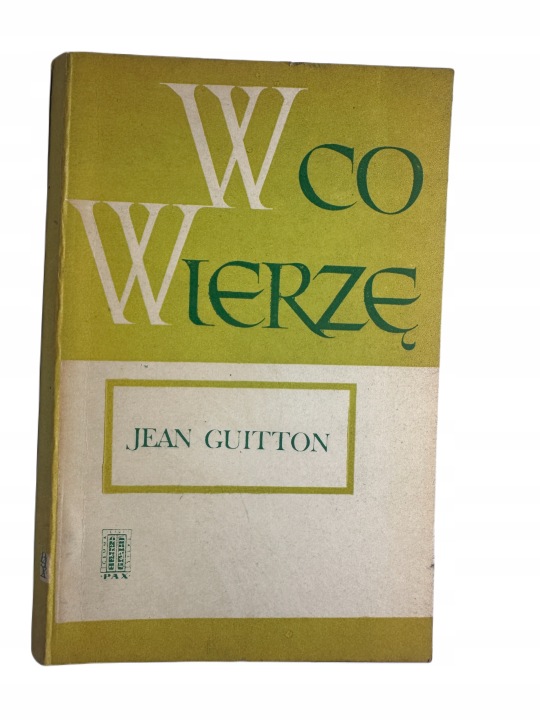 W CO
WIERZĘ
JEAN GUITTON
PAX